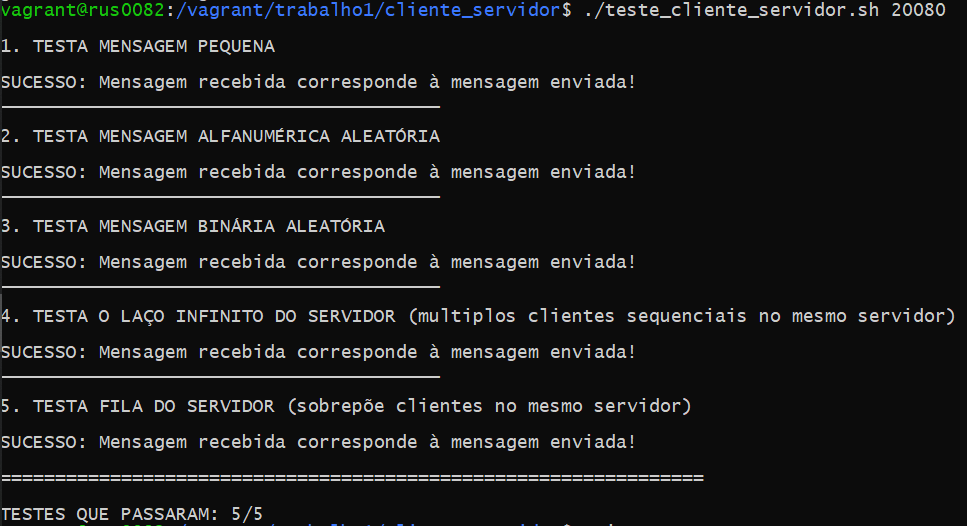 vagrant@rus0082:/vagrant/trabalho1/cliente_servidor$ ./teste_cliente_servidor.sh 20080
1. TESTA MENSAGEM PEQUENA
SUCESSO: Mensagem recebida corresponde à mensagem enviada!
________________________________________
2. TESTA MENSAGEM ALFANUMÉRICA ALEATÓRIA
SUCESSO: Mensagem recebida corresponde à mensagem enviada!
________________________________________
3. TESTA MENSAGEM BINÁRIA ALEATÓRIA
SUCESSO: Mensagem recebida corresponde à mensagem enviada!
________________________________________
4. TESTA O LAÇO INFINITO DO SERVIDOR (multiplos clientes sequenciais no mesmo servidor)
SUCESSO: Mensagem recebida corresponde à mensagem enviada!
________________________________________
5. TESTA FILA DO SERVIDOR (sobrepõe clientes no mesmo servidor)
SUCESSO: Mensagem recebida corresponde à mensagem enviada!
================================================================
TESTES QUE PASSARAM: 5/5